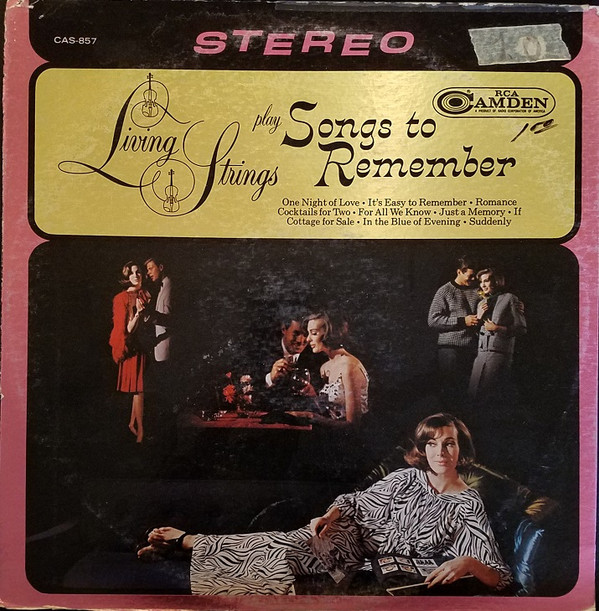 CAS-857
STEREO
RCA
CAMDEN
A PRODUCT OF RADIO CORPORATION OF AMERICA
Living Strings
play Songs to
Remember
One Night of Love • It's Easy to Remember • Romance
Cocktails for Two • For All We Know • Just a Memory • If
Cottage for Sale • In the Blue of Evening • Suddenly